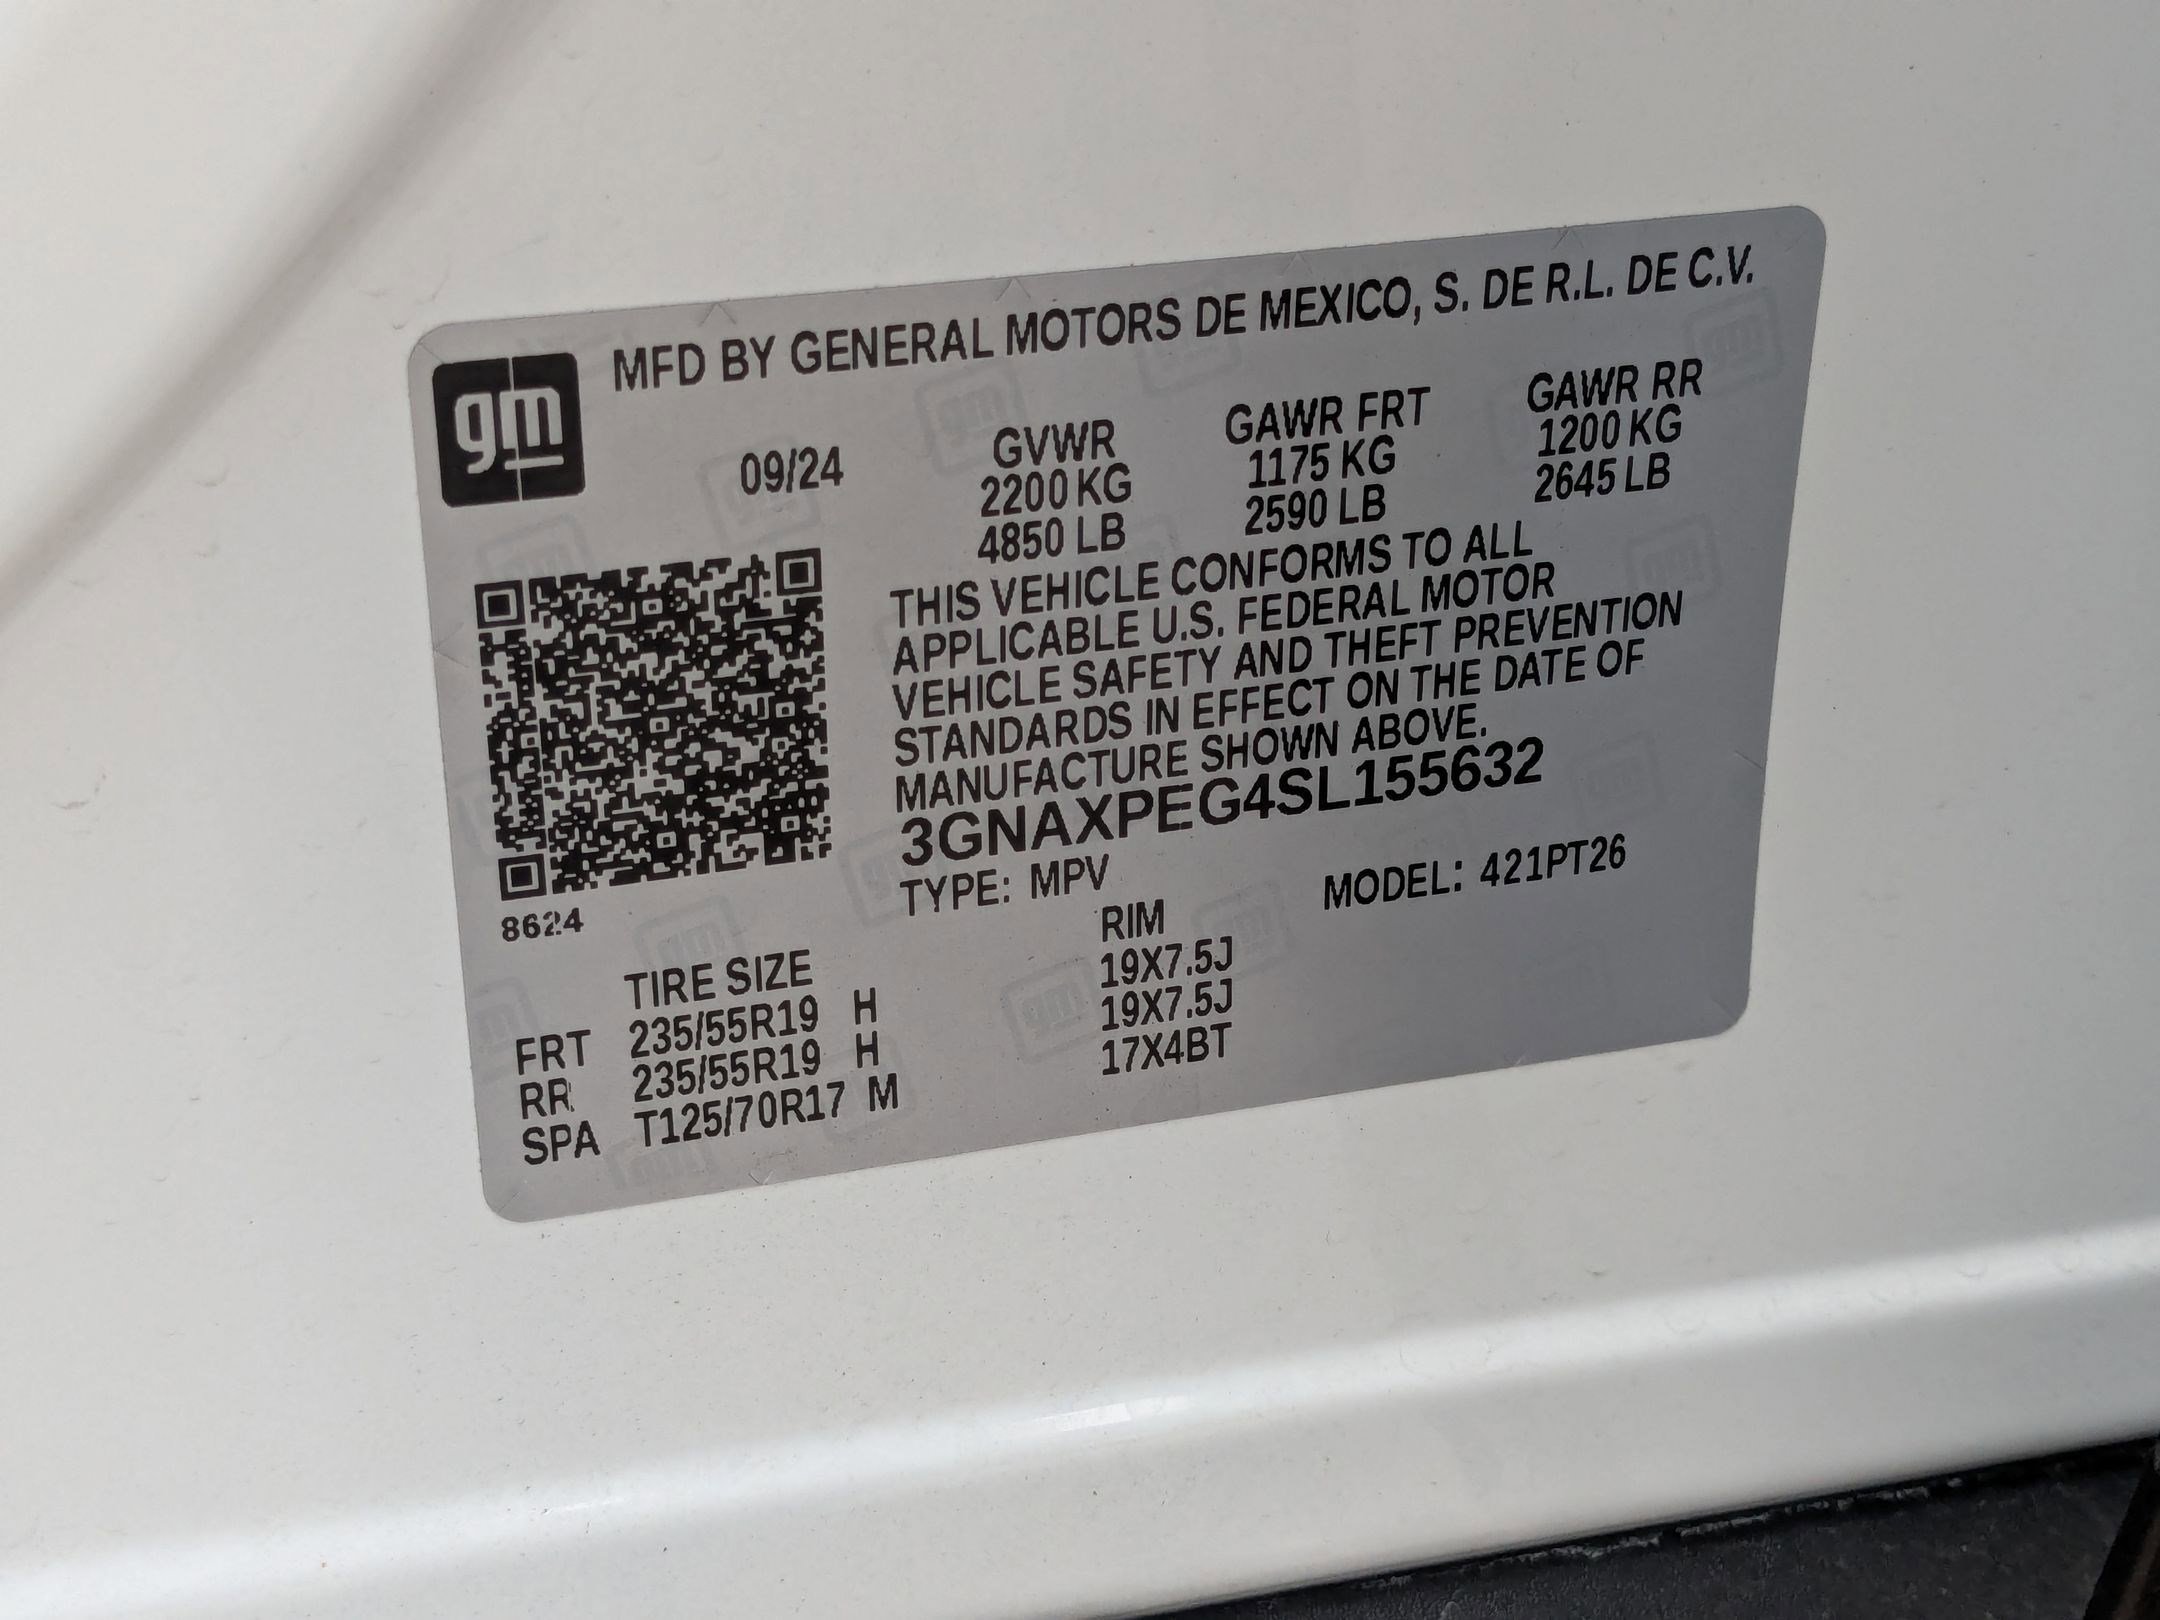 gm MFD BY GENERAL MOTORS DE MEXICO, S. DE R.L. DE C.V.
09/24 GVWR GAWR FRT GAWR RR
2200 KG 1175 KG 1200 KG
4850 LB 2590 LB 2645 LB
THIS VEHICLE CONFORMS TO ALL
APPLICABLE U.S. FEDERAL MOTOR
VEHICLE SAFETY AND THEFT PREVENTION
STANDARDS IN EFFECT ON THE DATE OF
MANUFACTURE SHOWN ABOVE.
3GNAXPEG4SL155632
TYPE: MPV MODEL: 421PT26
8624
TIRE SIZE RIM
FRT 235/55R19 H 19X7.5J
RR 235/55R19 H 19X7.5J
SPA T125/70R17 M 17X4BT